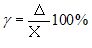 γ = Δ/X 100%